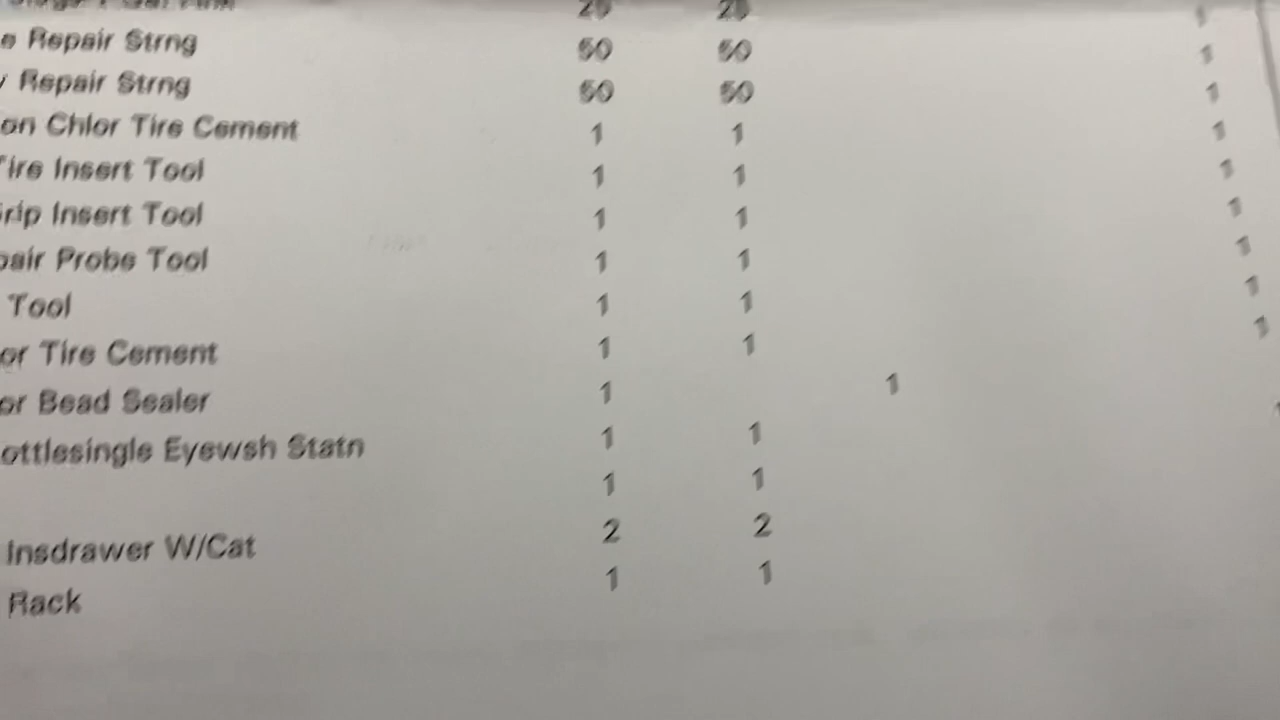 25 25 1
Repair Strng 50 50 1
Repair Strng 50 50 1
on Chlor Tire Cement 1 1 1
ire Insert Tool 1 1 1
rip Insert Tool 1 1 1
pair Probe Tool 1 1 1
Tool 1 1 1
or Tire Cement 1 1 1
or Bead Sealer 1 1
ottlesingle Eyewsh Statn 1 1
1 1
Insdrawer W/Cat 2 2
Rack 1 1